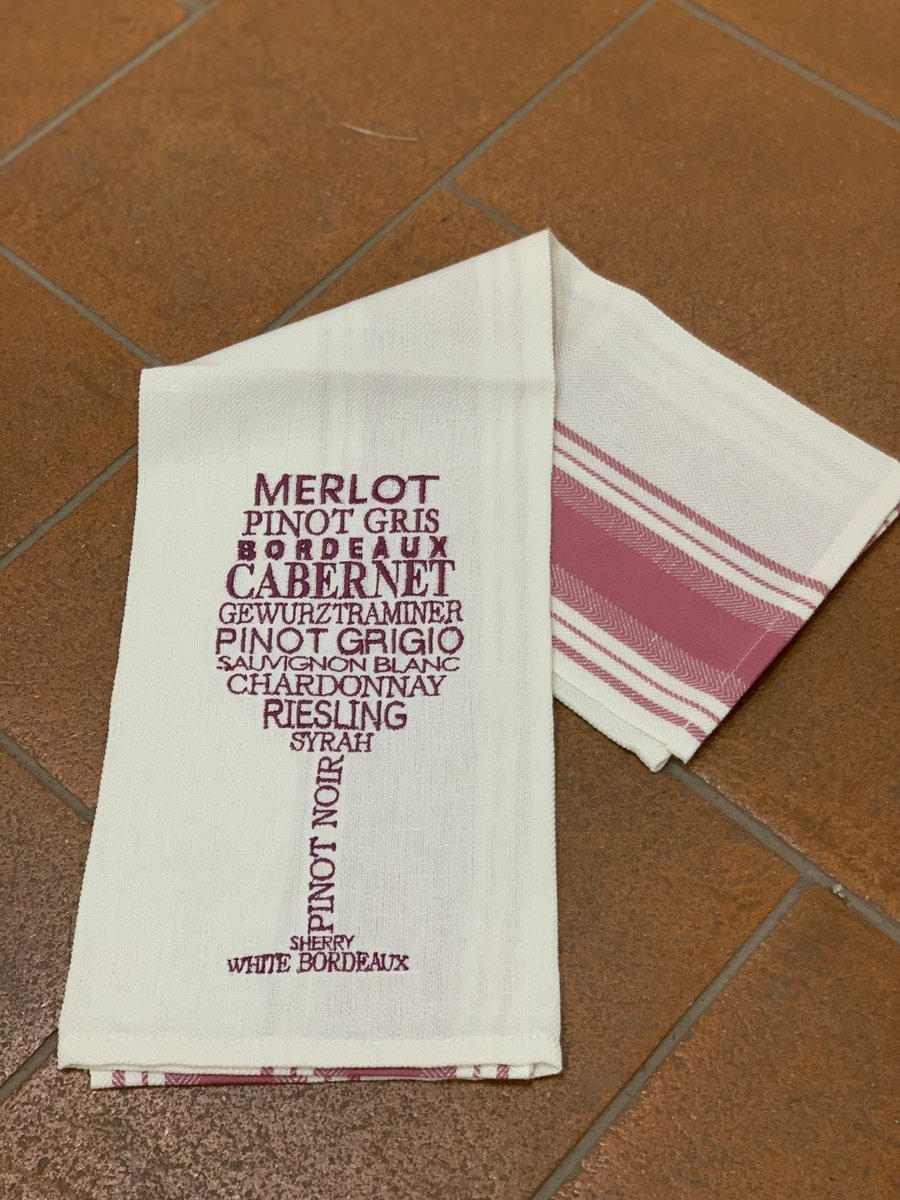 MERLOT
PINOT GRIS
BORDEAUX
CABERNET
GEWURZTRAMINER
PINOT GRIGIO
SAUVIGNON BLANC
CHARDONNAY
RIESLING
SYRAH
PINOT NOIR
SHERRY
WHITE BORDEAUX